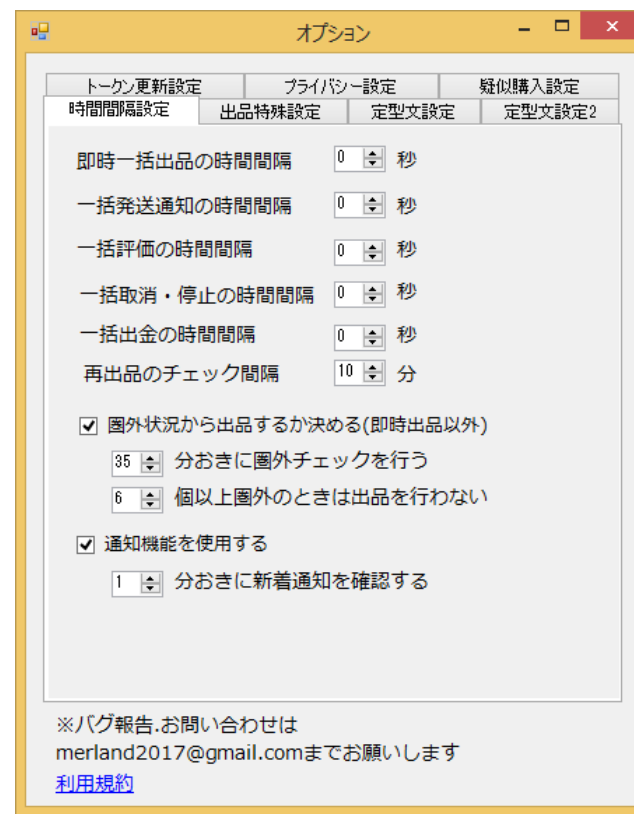 オプション
トークン更新設定 プライバシー設定 疑似購入設定
時間間隔設定 出品特殊設定 定型文設定 定型文設定2
即時一括出品の時間間隔 0 秒
一括発送通知の時間間隔 0 秒
一括評価の時間間隔 0 秒
一括取消・停止の時間間隔 0 秒
一括出金の時間間隔 0 秒
再出品のチェック間隔 10 分
圏外状況から出品するか決める(即時出品以外)
35 分おきに圏外チェックを行う
6 個以上圏外のときは出品を行わない
通知機能を使用する
1 分おきに新着通知を確認する
※バグ報告.お問い合わせは
merland2017@gmail.comまでお願いします
利用規約